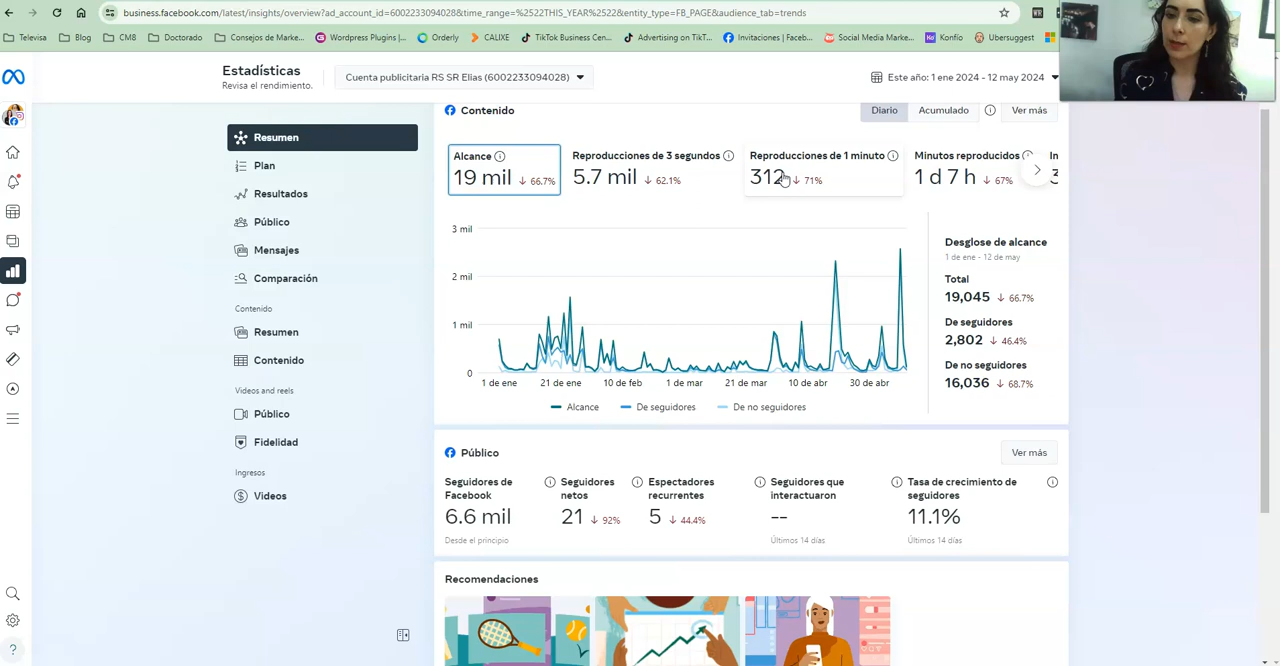 business.facebook.com/latest/insights/overview?ad_account_id=6002233094028&time_range=%2522THIS_YEAR%2522&entity_type=FB_PAGE&audience_tab=trends
WR
Televisa Blog CM8 Doctorado Consejos de Marke... Wordpress Plugins |... Orderly CALIXE TikTok Business Cen... Advertising on TikT... Invitaciones | Faceb... Social Media Marke... Konfío Ubersuggest
Estadísticas
Revisa el rendimiento.
Cuenta publicitaria RS SR Elias (6002233094028)
Este año: 1 ene 2024 - 12 may 2024
Resumen
Plan
Resultados
Público
Mensajes
Comparación
Contenido
Resumen
Contenido
Videos and reels
Público
Fidelidad
Ingresos
Videos
Contenido
Diario Acumulado Ver más
Alcance Reproducciones de 3 segundos Reproducciones de 1 minuto Minutos reproducidos In
19 mil ↓ 66.7% 5.7 mil ↓ 62.1% 312 ↓ 71% 1 d 7 h ↓ 67% 3
3 mil
2 mil
1 mil
0
1 de ene 21 de ene 10 de feb 1 de mar 21 de mar 10 de abr 30 de abr
Alcance De seguidores De no seguidores
Desglose de alcance
1 de ene - 12 de may
Total
19,045 ↓ 66.7%
De seguidores
2,802 ↓ 46.4%
De no seguidores
16,036 ↓ 68.7%
Público
Ver más
Seguidores de Facebook
6.6 mil
Desde el principio
Seguidores netos
21 ↓ 92%
Espectadores recurrentes
5 ↓ 44.4%
Seguidores que interactuaron
--
Últimos 14 días
Tasa de crecimiento de seguidores
11.1%
Últimos 14 días
Recomendaciones
?